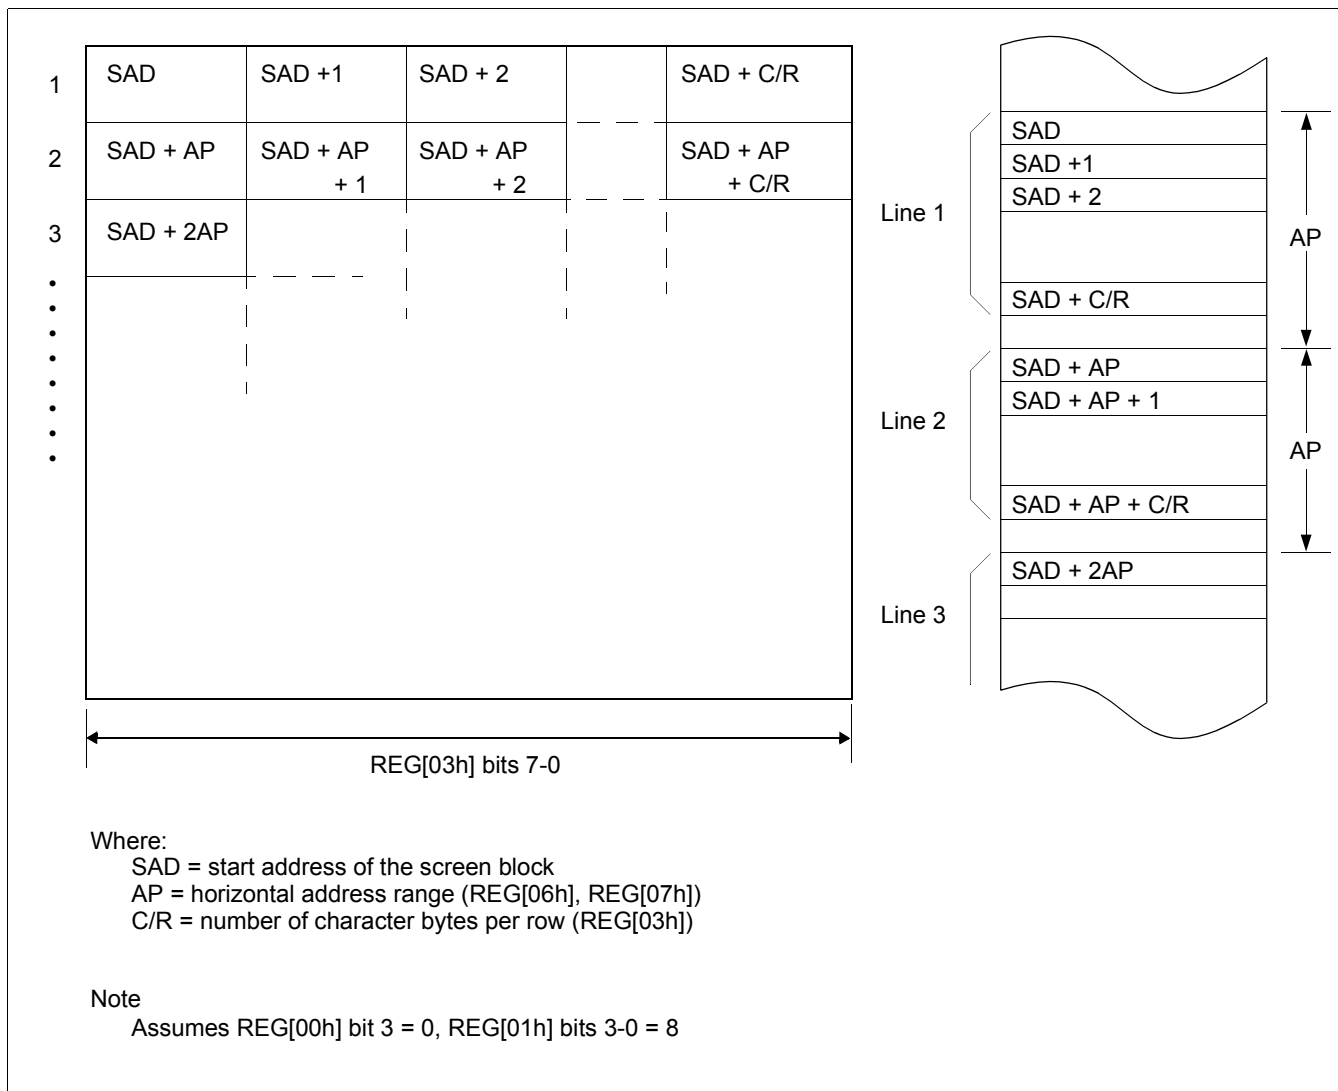 1 SAD SAD +1 SAD + 2 SAD + C/R
2 SAD + AP SAD + AP + 1 SAD + AP + 2 SAD + AP + C/R
3 SAD + 2AP
REG[03h] bits 7-0
Line 1
SAD
SAD +1
SAD + 2
SAD + C/R
AP
Line 2
SAD + AP
SAD + AP + 1
SAD + AP + C/R
AP
Line 3
SAD + 2AP
Where:
SAD = start address of the screen block
AP = horizontal address range (REG[06h], REG[07h])
C/R = number of character bytes per row (REG[03h])
Note
Assumes REG[00h] bit 3 = 0, REG[01h] bits 3-0 = 8